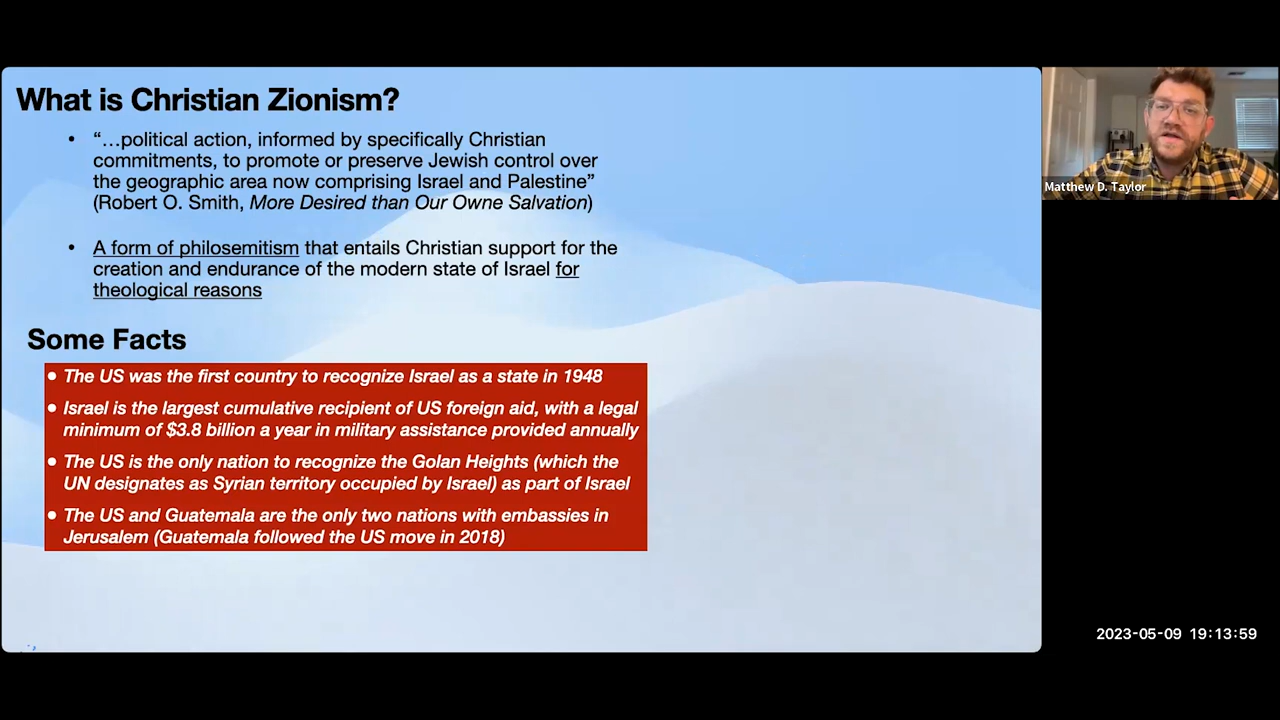 What is Christian Zionism?
• “…political action, informed by specifically Christian
commitments, to promote or preserve Jewish control over
the geographic area now comprising Israel and Palestine”
(Robert O. Smith, More Desired than Our Owne Salvation)
• A form of philosemitism that entails Christian support for the
creation and endurance of the modern state of Israel for
theological reasons
Some Facts
• The US was the first country to recognize Israel as a state in 1948
• Israel is the largest cumulative recipient of US foreign aid, with a legal
minimum of $3.8 billion a year in military assistance provided annually
• The US is the only nation to recognize the Golan Heights (which the
UN designates as Syrian territory occupied by Israel) as part of Israel
• The US and Guatemala are the only two nations with embassies in
Jerusalem (Guatemala followed the US move in 2018)
Matthew D. Taylor
2023-05-09 19:13:59